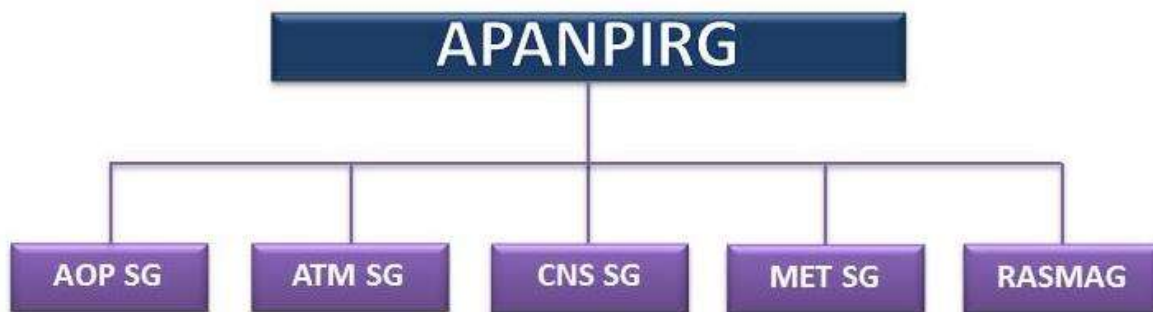 APANPIRG
AOP SG
ATM SG
CNS SG
MET SG
RASMAG